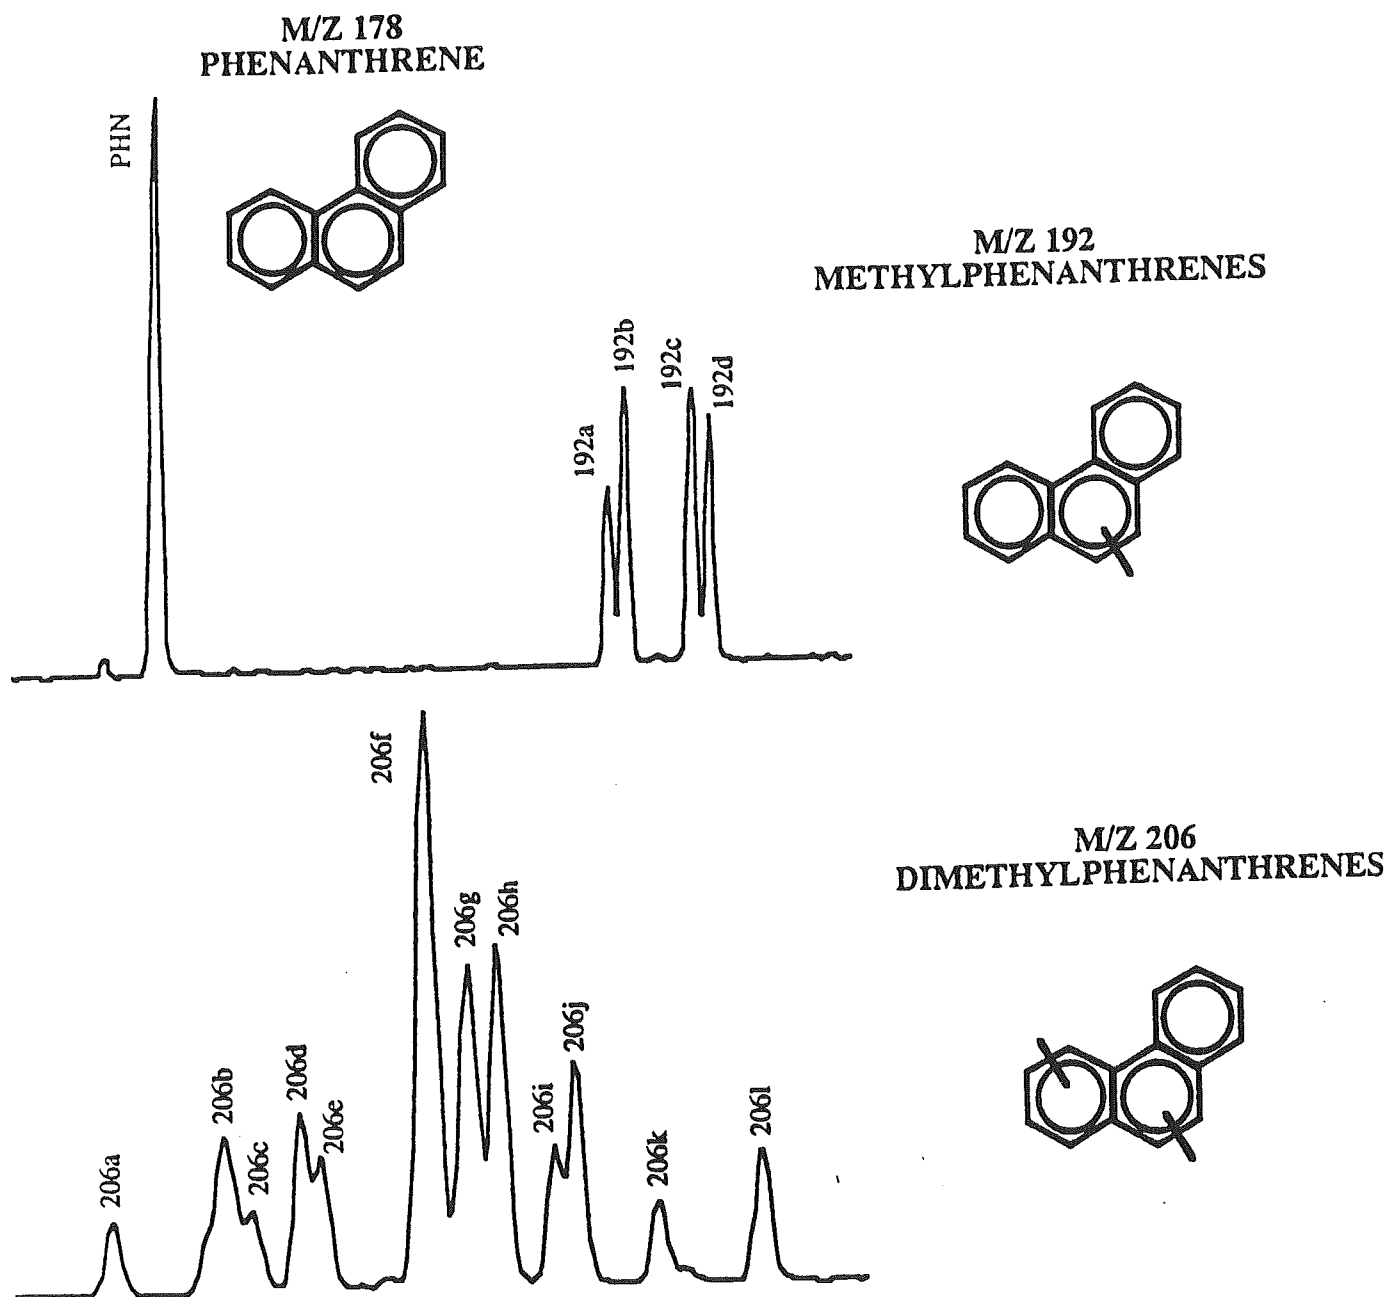 M/Z 178
PHENANTHRENE
PHN
M/Z 192
METHYLPHENANTHRENES
192a
192b
192c
192d
206f
M/Z 206
DIMETHYLPHENANTHRENES
206a
206b
206c
206d
206e
206g
206h
206i
206j
206k
206l